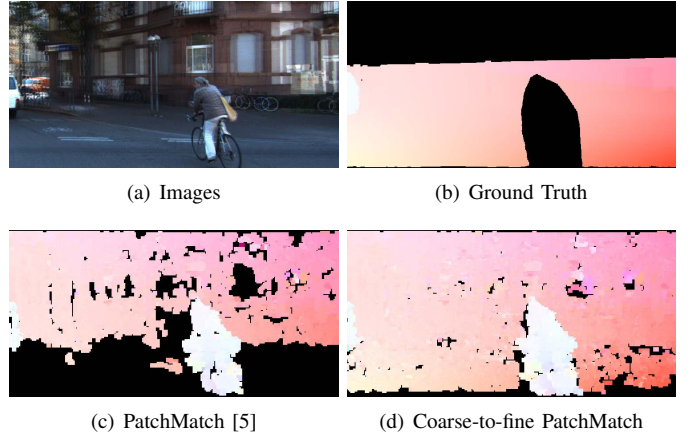 (a) Images
(b) Ground Truth
(c) PatchMatch [5]
(d) Coarse-to-fine PatchMatch